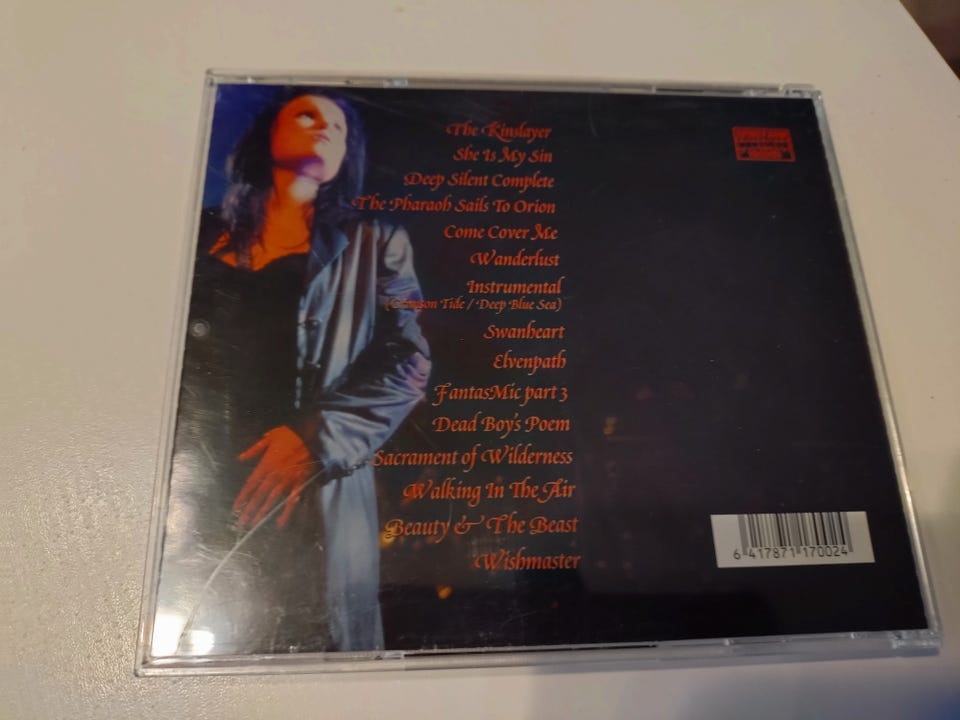 The Kinslayer
She Is My Sin
Deep Silent Complete
The Pharaoh Sails To Orion
Come Cover Me
Wanderlust
Instrumental
(Crimson Tide / Deep Blue Sea)
Swanheart
Elvenpath
FantasMic part 3
Dead Boy's Poem
Sacrament of Wilderness
Walking In The Air
Beauty & The Beast
Wishmaster
6 417871 170024